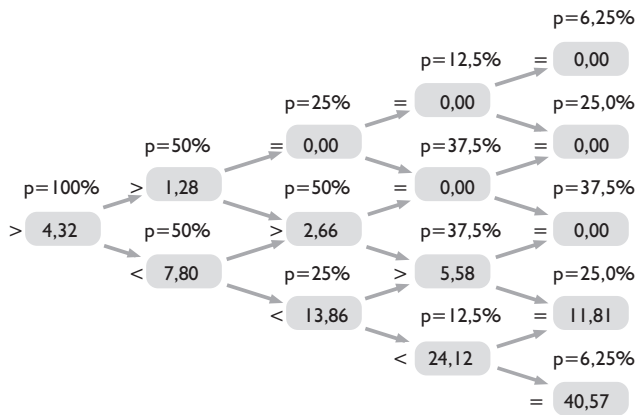 p=6,25%
= 0,00
p=12,5%
= 0,00
p=25,0%
= 0,00
p=25%
= 0,00
p=37,5%
= 0,00
p=37,5%
= 0,00
p=50%
> 1,28
p=50%
> 2,66
p=100%
> 4,32
p=50%
< 7,80
p=37,5%
> 5,58
p=25,0%
= 11,81
p=25%
< 13,86
p=12,5%
< 24,12
p=6,25%
= 40,57